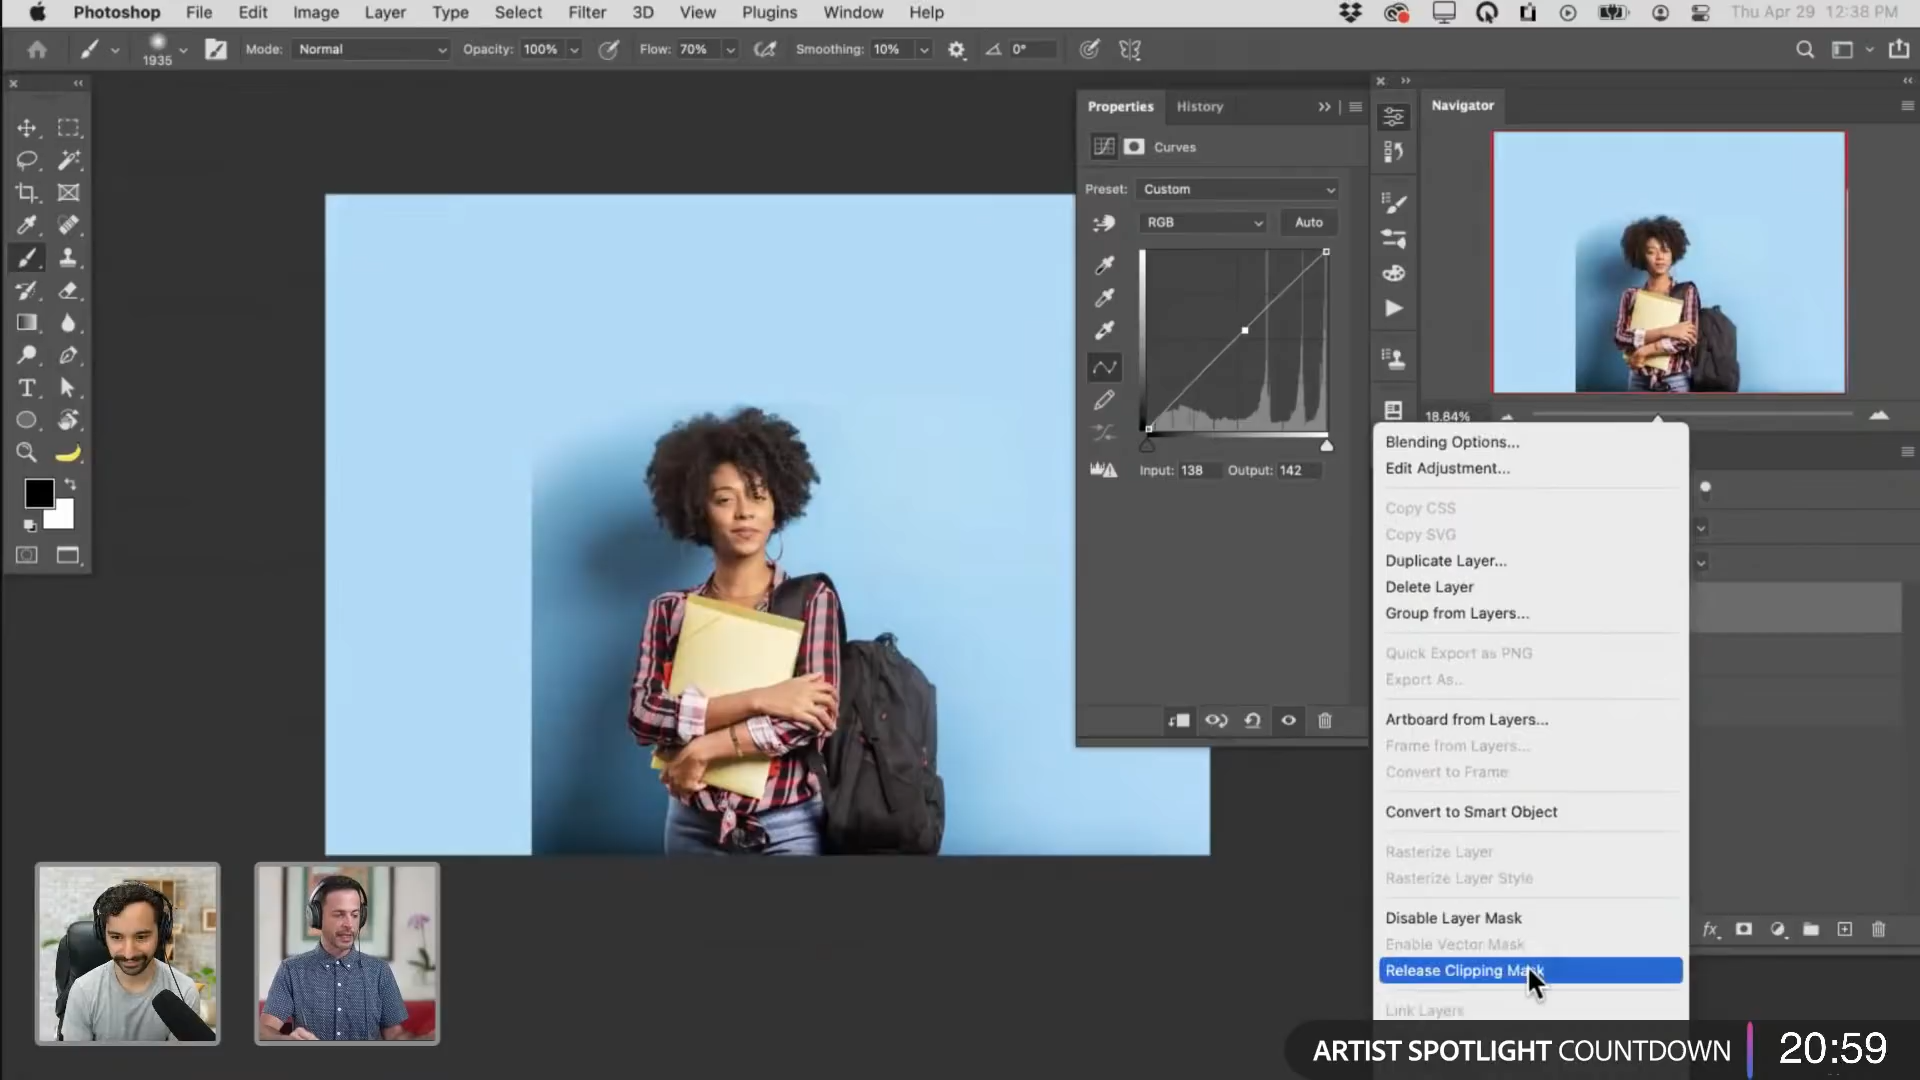 Photoshop File Edit Image Layer Type Select Filter 3D View Plugins Window Help Thu Apr 29 12:38 PM
1935 Mode: Normal Opacity: 100% Flow: 70% Smoothing: 10% 0°
Properties History
Navigator
Curves
Preset: Custom
RGB Auto
Input: 138 Output: 142
18.84%
Blending Options...
Edit Adjustment...
Copy CSS
Copy SVG
Duplicate Layer...
Delete Layer
Group from Layers...
Quick Export as PNG
Export As...
Artboard from Layers...
Frame from Layers...
Convert to Frame
Convert to Smart Object
Rasterize Layer
Rasterize Layer Style
Disable Layer Mask
Enable Vector Mask
Release Clipping Mask
Link Layers
fx
ARTIST SPOTLIGHT COUNTDOWN 20:59